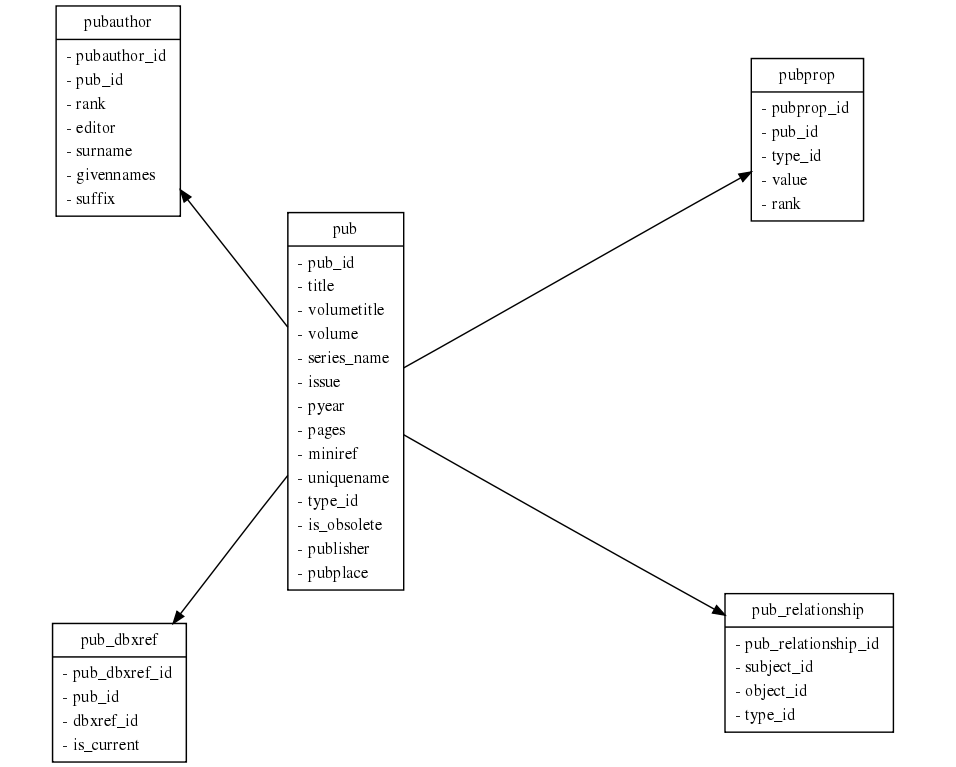 pubauthor
- pubauthor_id
- pub_id
- rank
- editor
- surname
- givennames
- suffix
pubprop
- pubprop_id
- pub_id
- type_id
- value
- rank
pub
- pub_id
- title
- volumetitle
- volume
- series_name
- issue
- pyear
- pages
- miniref
- uniquename
- type_id
- is_obsolete
- publisher
- pubplace
pub_dbxref
- pub_dbxref_id
- pub_id
- dbxref_id
- is_current
pub_relationship
- pub_relationship_id
- subject_id
- object_id
- type_id